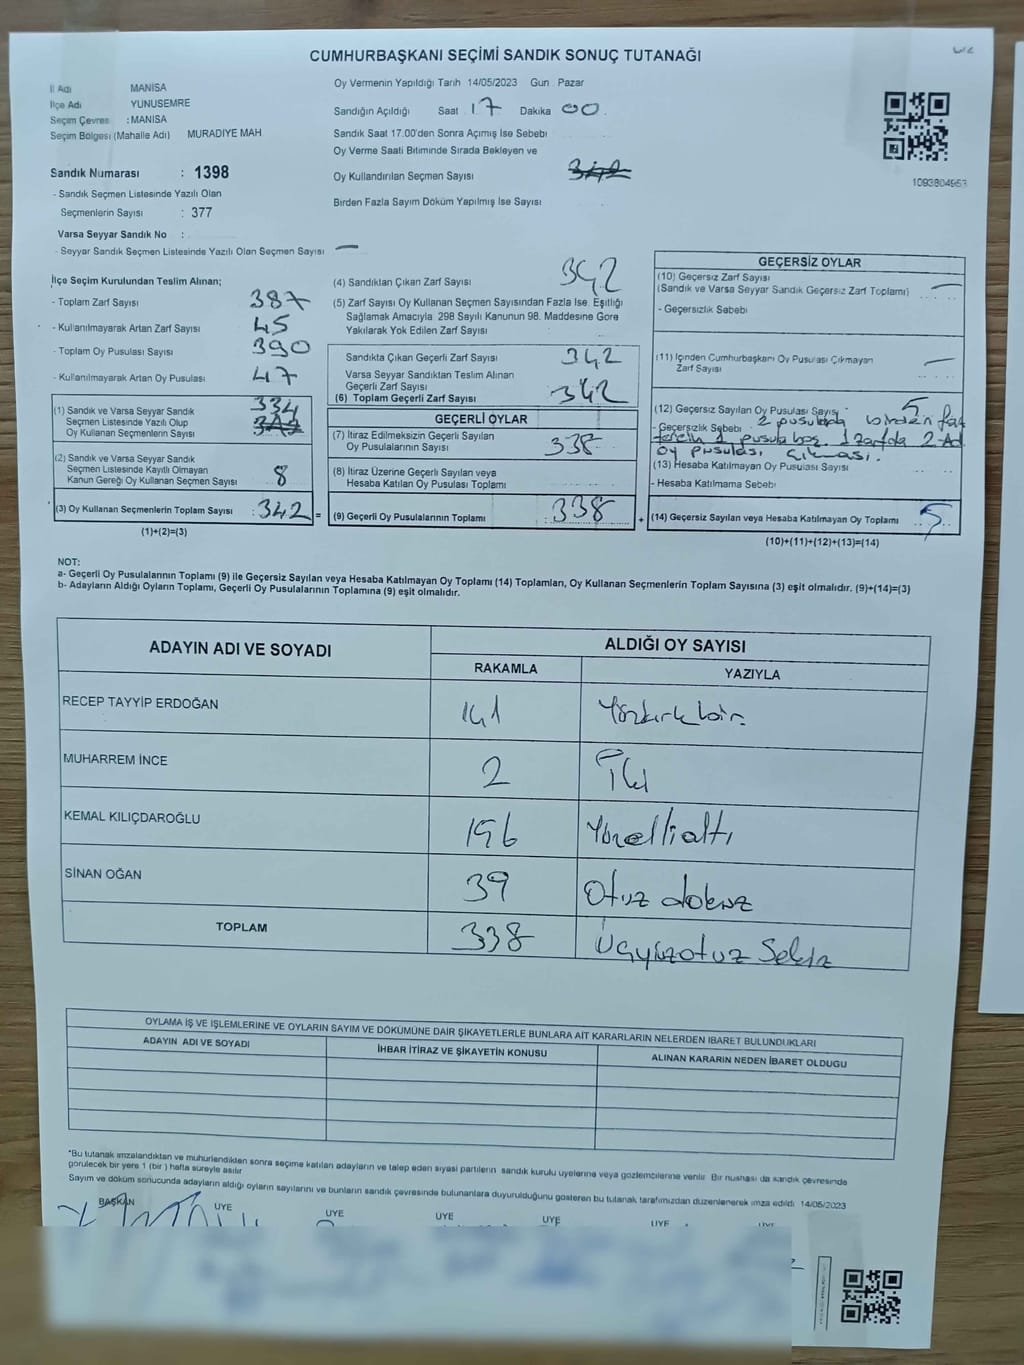 CUMHURBAŞKANI SEÇİMİ SANDIK SONUÇ TUTANAĞI
İl Adı MANİSA
İlçe Adı YUNUSEMRE
Seçim Çevres : MANİSA
Seçim Bölgesi (Mahalle Adı) MURADİYE MAH
Sandık Numarası : 1398
- Sandık Seçmen Listesinde Yazılı Olan
Seçmenlerin Sayısı : 377
Varsa Seyyar Sandık No :
- Seyyar Sandık Seçmen Listesinde Yazılı Olan Seçmen Sayısı —
Oy Vermenin Yapıldığı Tarih 14/05/2023 Gün Pazar
Sandığın Açıldığı Saat 17 Dakika 00
Sandık Saat 17.00'den Sonra Açımış İse Sebebi
Oy Verme Saati Bitiminde Sırada Bekleyen ve
Oy Kullandırılan Seçmen Sayısı 342
Birden Fazla Sayım Döküm Yapılmış İse Sayısı
1093804953
İlçe Seçim Kurulundan Teslim Alınan;
- Toplam Zarf Sayısı 387
- Kullanılmayarak Artan Zarf Sayısı 45
- Toplam Oy Pusulası Sayısı 390
- Kullanılmayarak Artan Oy Pusulası 47
(1) Sandık ve Varsa Seyyar Sandık 334
Seçmen Listesinde Yazılı Olup
Oy Kullanan Seçmenlerin Sayısı
(2) Sandık ve Varsa Seyyar Sandık
Seçmen Listesinde Kayıtlı Olmayan
Kanun Gereği Oy Kullanan Seçmen Sayısı 8
(3) Oy Kullanan Seçmenlerin Toplam Sayısı : 342 =
(1)+(2)=(3)
(4) Sandıktan Çıkan Zarf Sayısı 342
(5) Zarf Sayısı Oy Kullanan Seçmen Sayısından Fazla İse, Eşitliği
Sağlamak Amacıyla 298 Sayılı Kanunun 98. Maddesine Göre
Yakılarak Yok Edilen Zarf Sayısı :
Sandıkta Çıkan Geçerli Zarf Sayısı 342
Varsa Seyyar Sandıktan Teslim Alınan
Geçerli Zarf Sayısı
(6) Toplam Geçerli Zarf Sayısı 342
GEÇERLİ OYLAR
(7) İtiraz Edilmeksizin Geçerli Sayılan
Oy Pusulasının Sayısı 338
(8) İtiraz Üzerine Geçerli Sayılan veya
Hesaba Katılan Oy Pusulası Toplamı
(9) Geçerli Oy Pusulalarının Toplamı 338 +
GEÇERSİZ OYLAR
(10) Geçersiz Zarf Sayısı
(Sandık ve Varsa Seyyar Sandık Geçersiz Zarf Toplamı) —
- Geçersizlik Sebebi
(11) İçinden Cumhurbaşkanı Oy Pusulası Çıkmayan
Zarf Sayısı —
(12) Geçersiz Sayılan Oy Pusulası Sayısı 5
- Geçersizlik Sebebi 2 pusulada birden faz
tercih 1 pusula boş. 1 zarfda 2 Ad
oy pusulası çıkması.
(13) Hesaba Katılmayan Oy Pusulası Sayısı
- Hesaba Katılmama Sebebi
(14) Geçersiz Sayılan veya Hesaba Katılmayan Oy Toplamı 5
(10)+(11)+(12)+(13)=(14)
NOT:
a- Geçerli Oy Pusulalarının Toplamı (9) ile Geçersiz Sayılan veya Hesaba Katılmayan Oy Toplamı (14) Toplamları, Oy Kullanan Seçmenlerin Toplam Sayısına (3) eşit olmalıdır. (9)+(14)=(3)
b- Adayların Aldığı Oyların Toplamı, Geçerli Oy Pusulalarının Toplamına (9) eşit olmalıdır.
ADAYIN ADI VE SOYADI ALDIĞI OY SAYISI
RAKAMLA YAZIYLA
RECEP TAYYİP ERDOĞAN 141 Yüzkırkbir
MUHARREM İNCE 2 İki
KEMAL KILIÇDAROĞLU 156 Yüzelliáltı
SİNAN OĞAN 39 Otuz dokuz
TOPLAM 338 Üçyüzotuz Sekiz
OYLAMA İŞ VE İŞLEMLERİNE VE OYLARIN SAYIM VE DÖKÜMÜNE DAİR ŞİKAYETLERLE BUNLARA AİT KARARLARIN NELERDEN İBARET BULUNDUKLARI
ADAYIN ADI VE SOYADI İHBAR İTİRAZ VE ŞİKAYETİN KONUSU ALINAN KARARIN NEDEN İBARET OLDUĞU
*Bu tutanak imzalandıktan ve mühürlendikten sonra seçime katılan adayların ve talep eden siyasi partilerin sandık kurulu üyelerine veya gözlemcilerine verilir. Bir nüshası da sandık çevresinde
görülecek bir yere 1 (bir) hafta süreyle asılır
Sayım ve döküm sonucunda adayların aldığı oyların sayılarını ve bunların sandık çevresinde bulunanlara duyurulduğunu gösteren bu tutanak tarafımızdan düzenlenerek imza edildi 14/05/2023
BAŞKAN ÜYE ÜYE ÜYE ÜYE ÜYE ÜYE